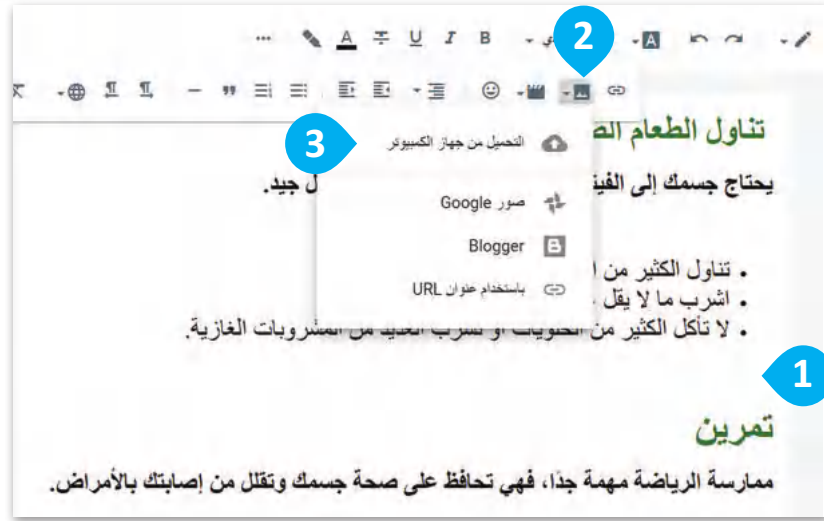 2
تناول الطعام
3
التحميل من جهاز الكمبيوتر
صور Google
Blogger
باستخدام عنوان URL
يحتاج جسمك إلى
ل جيد.
• تناول الكثير من
• اشرب ما لا يقل
• لا تأكل الكثير من الحلويات أو تشرب العديد من المشروبات الغازية.
1
تمرين
ممارسة الرياضة مهمة جدًا، فهي تحافظ على صحة جسمك وتقلل من إصابتك بالأمراض.